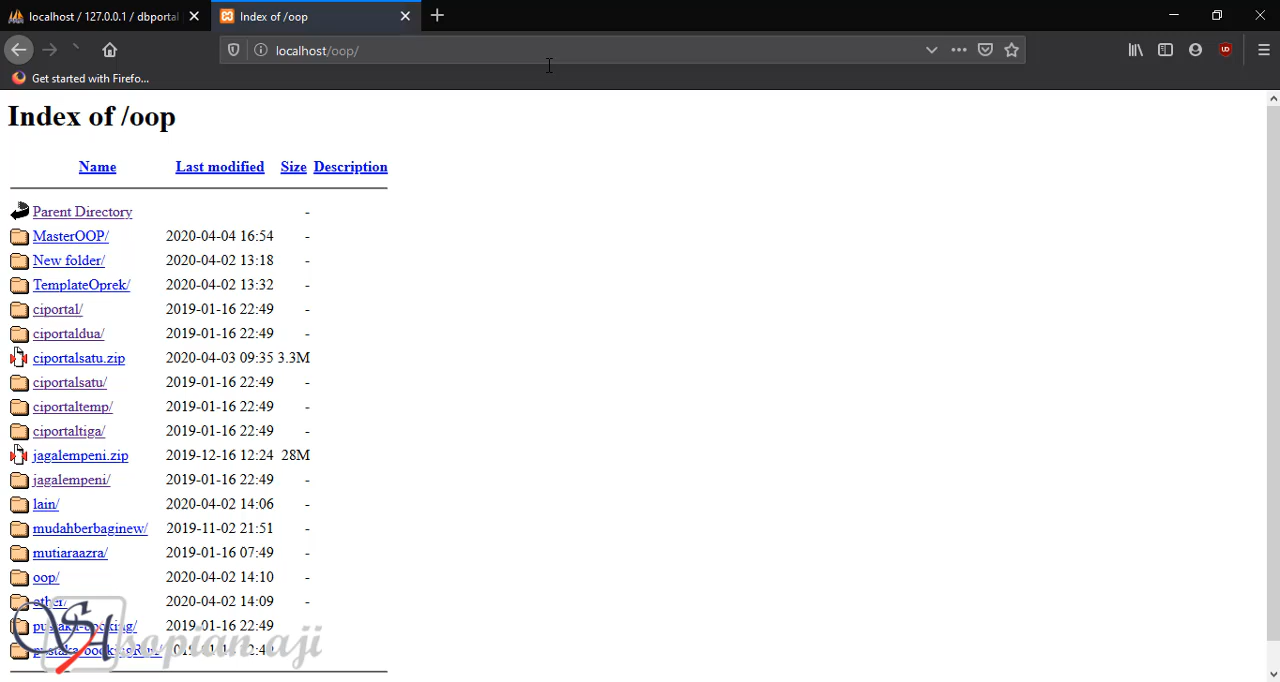 localhost / 127.0.0.1 / dbportal
Index of /oop
localhost/oop/
Get started with Firefo...
Index of /oop
Name Last modified Size Description
Parent Directory -
MasterOOP/ 2020-04-04 16:54 -
New folder/ 2020-04-02 13:18 -
TemplateOprek/ 2020-04-02 13:32 -
ciportal/ 2019-01-16 22:49 -
ciportaldua/ 2019-01-16 22:49 -
ciportalsatu.zip 2020-04-03 09:35 3.3M
ciportalsatu/ 2019-01-16 22:49 -
ciportaltemp/ 2019-01-16 22:49 -
ciportaltiga/ 2019-01-16 22:49 -
jagalempeni.zip 2019-12-16 12:24 28M
jagalempeni/ 2019-01-16 22:49 -
lain/ 2020-04-02 14:06 -
mudahberbaginew/ 2019-11-02 21:51 -
mutiaraazra/ 2019-01-16 07:49 -
oop/ 2020-04-02 14:10 -
other/ 2020-04-02 14:09 -
pustaka-booking/ 2019-01-16 22:49 -
sopian aji